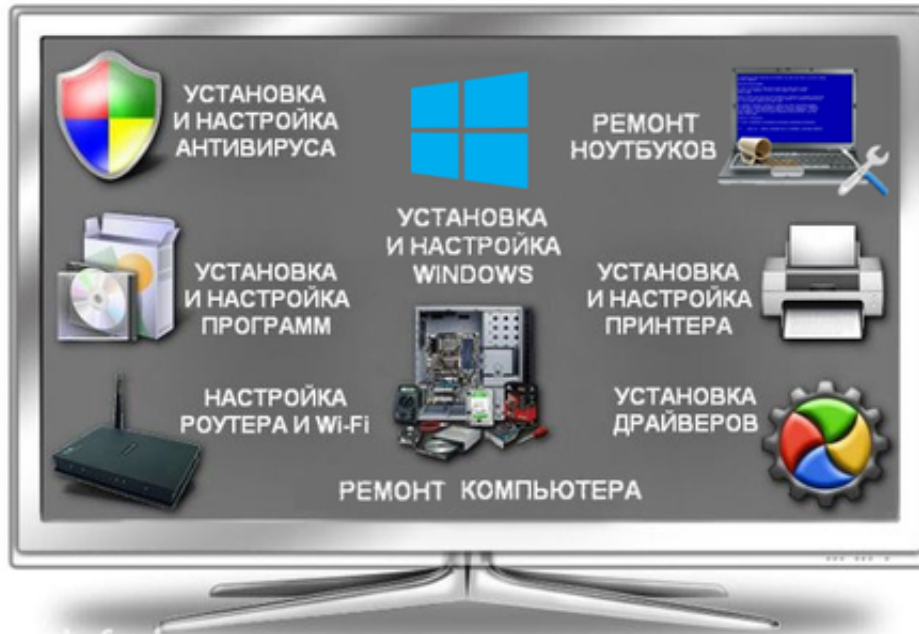 УСТАНОВКА
И НАСТРОЙКА
АНТИВИРУСА
РЕМОНТ
НОУТБУКОВ
УСТАНОВКА
И НАСТРОЙКА
WINDOWS
УСТАНОВКА
И НАСТРОЙКА
ПРОГРАММ
УСТАНОВКА
И НАСТРОЙКА
ПРИНТЕРА
НАСТРОЙКА
РОУТЕРА И Wi-Fi
УСТАНОВКА
ДРАЙВЕРОВ
РЕМОНТ КОМПЬЮТЕРА